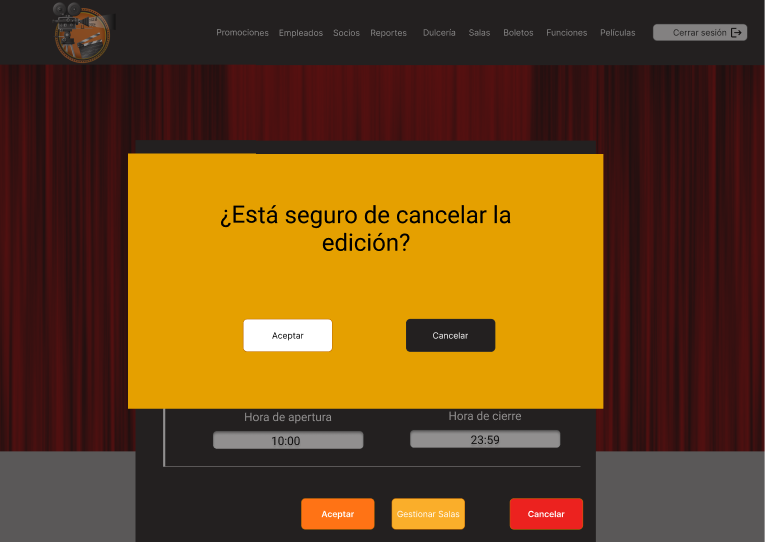 Promociones Empleados Socios Reportes Dulcería Salas Boletos Funciones Películas Cerrar sesión
¿Está seguro de cancelar la
edición?
Aceptar Cancelar
Hora de apertura Hora de cierre
10:00 23:59
Aceptar Gestionar Salas Cancelar